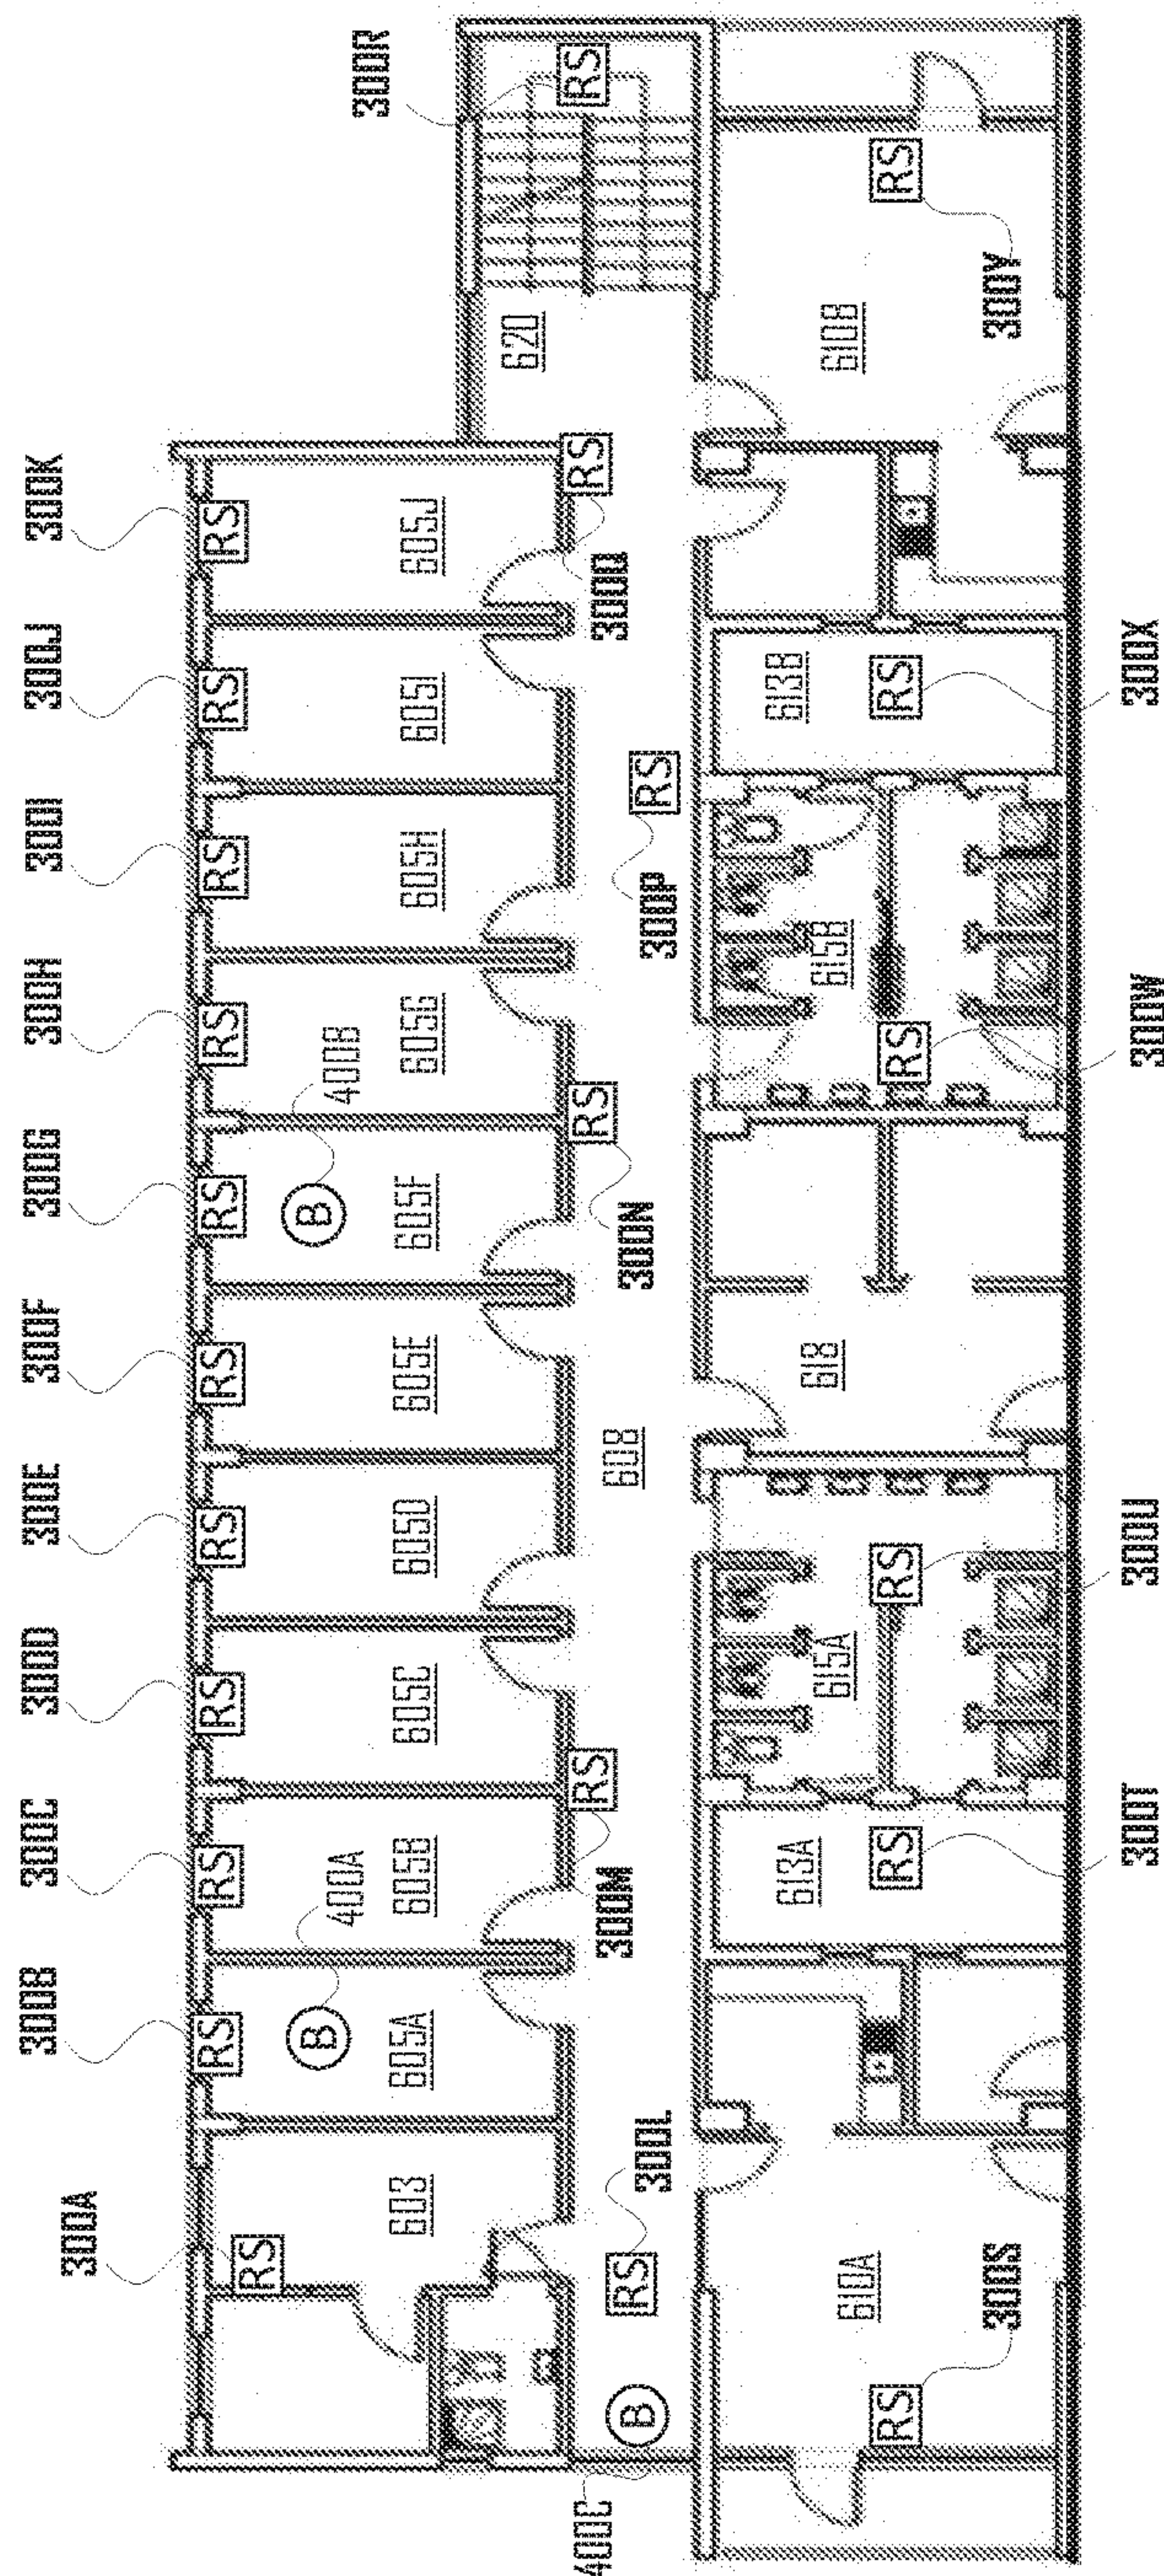 300A 300B 300C 300D 300E 300F 300G 300H 300I 300J 300K
RS RS RS RS RS RS RS RS RS RS RS
B B
400A 400B
300R
603 605A 605B 605C 605D 605E 605F 605G 605H 605I 605J
620 RS
RS RS RS
400C 300M 300N 300Q
B RS 608 RS
300L 300P
613A 613B
610A 615A 618 615B 610B
RS RS RS RS RS RS
300S 300Y
300T 300U 300W 300X